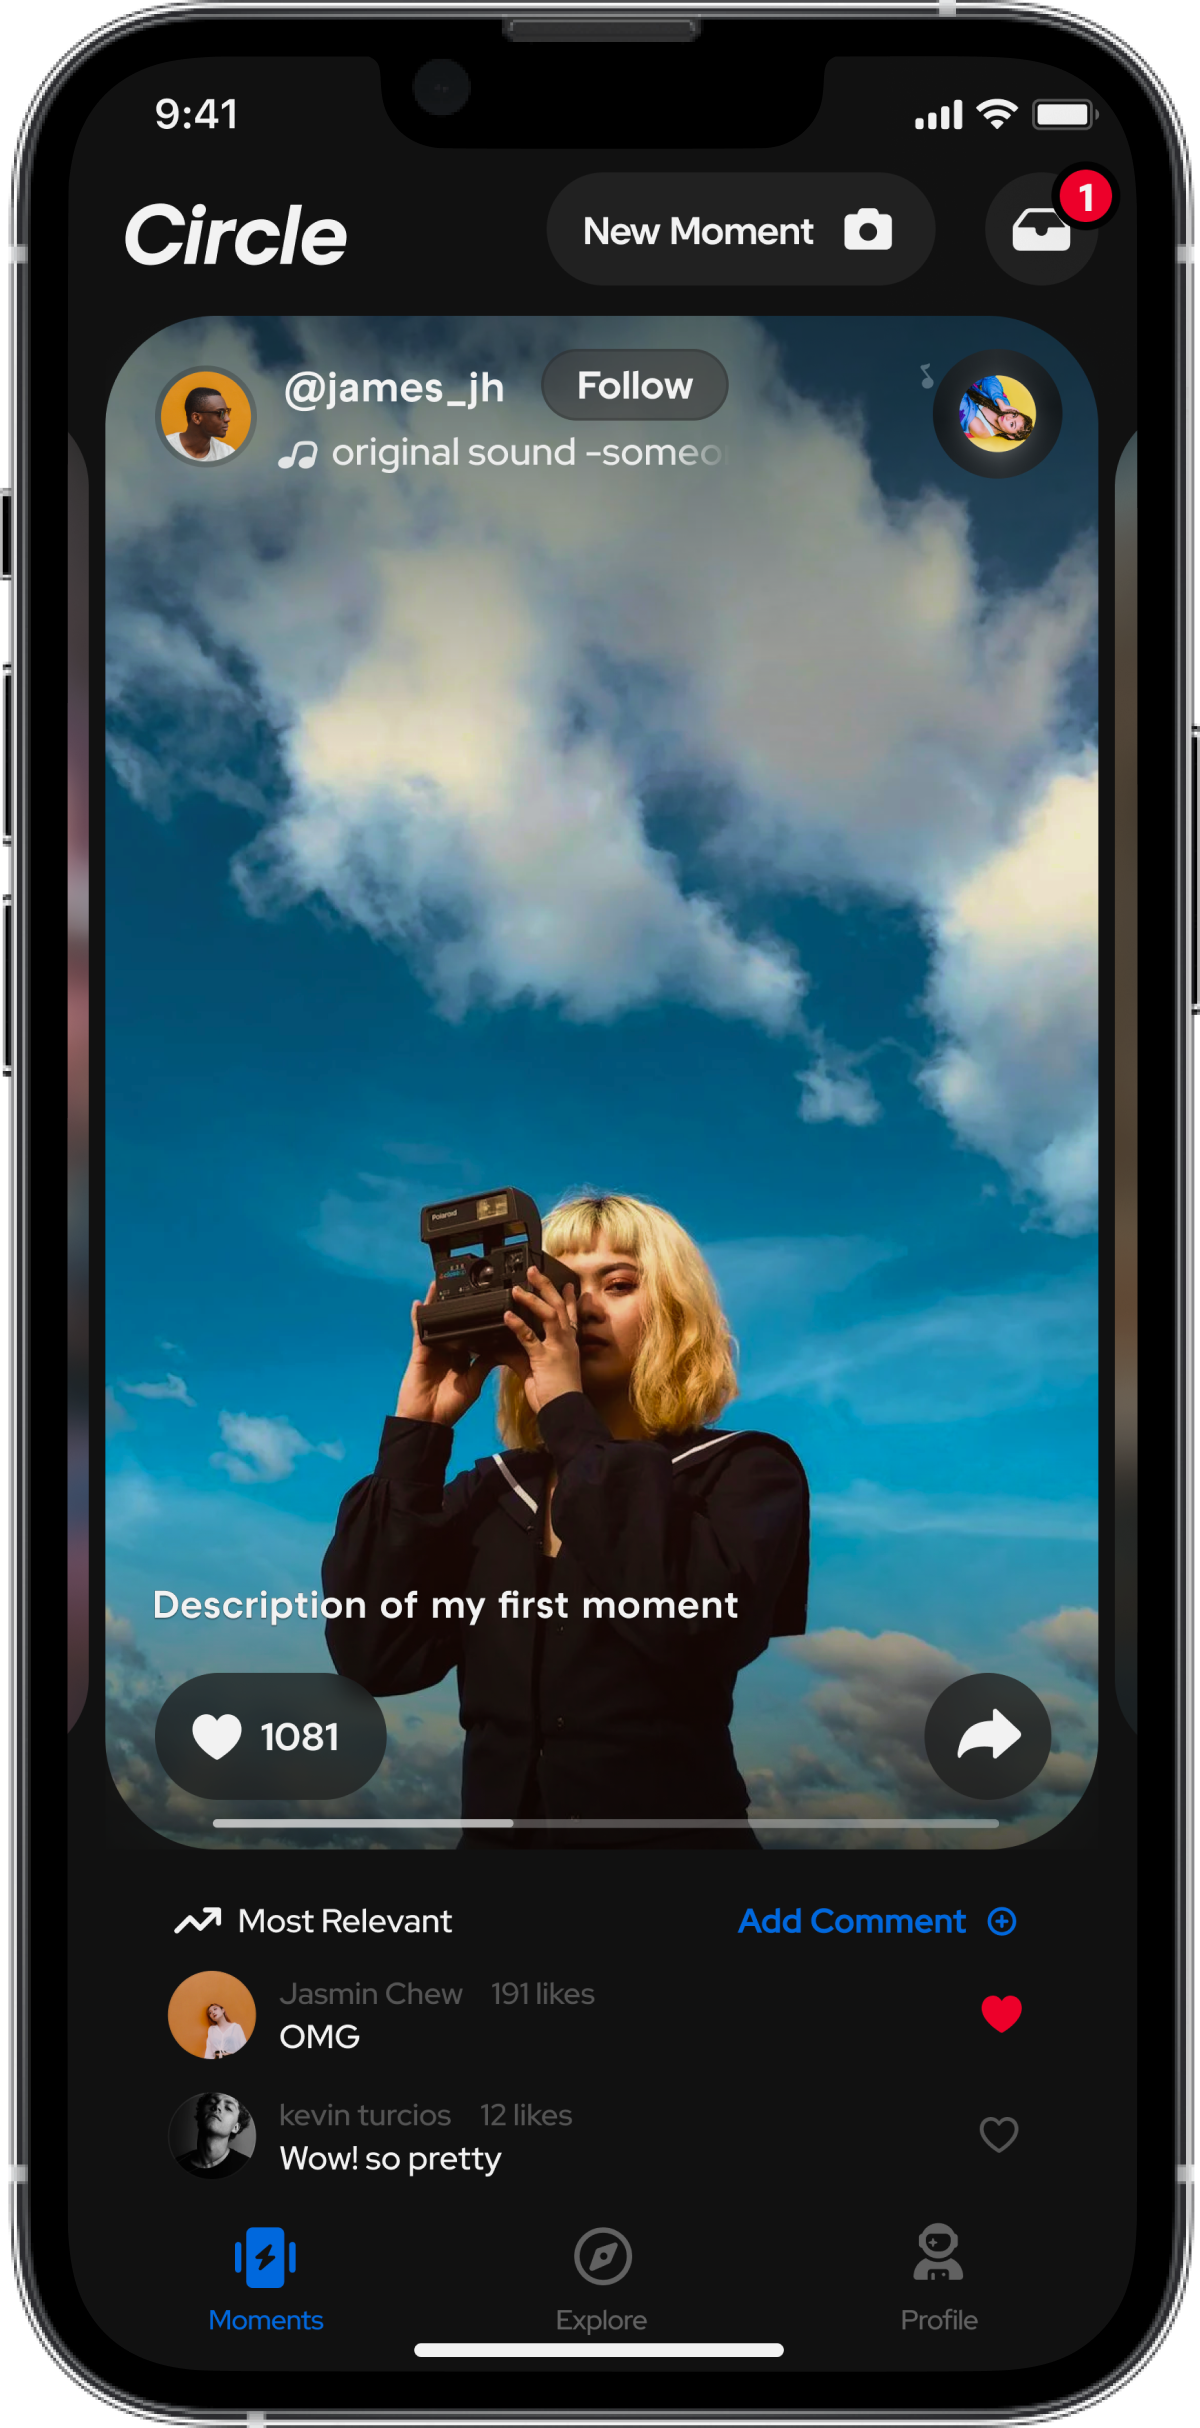 9:41
Circle
New Moment
1
@james_jh
Follow
original sound -someo
Polaroid
Description of my first moment
1081
Most Relevant
Add Comment
Jasmin Chew 191 likes
OMG
kevin turcios 12 likes
Wow! so pretty
Moments
Explore
Profile